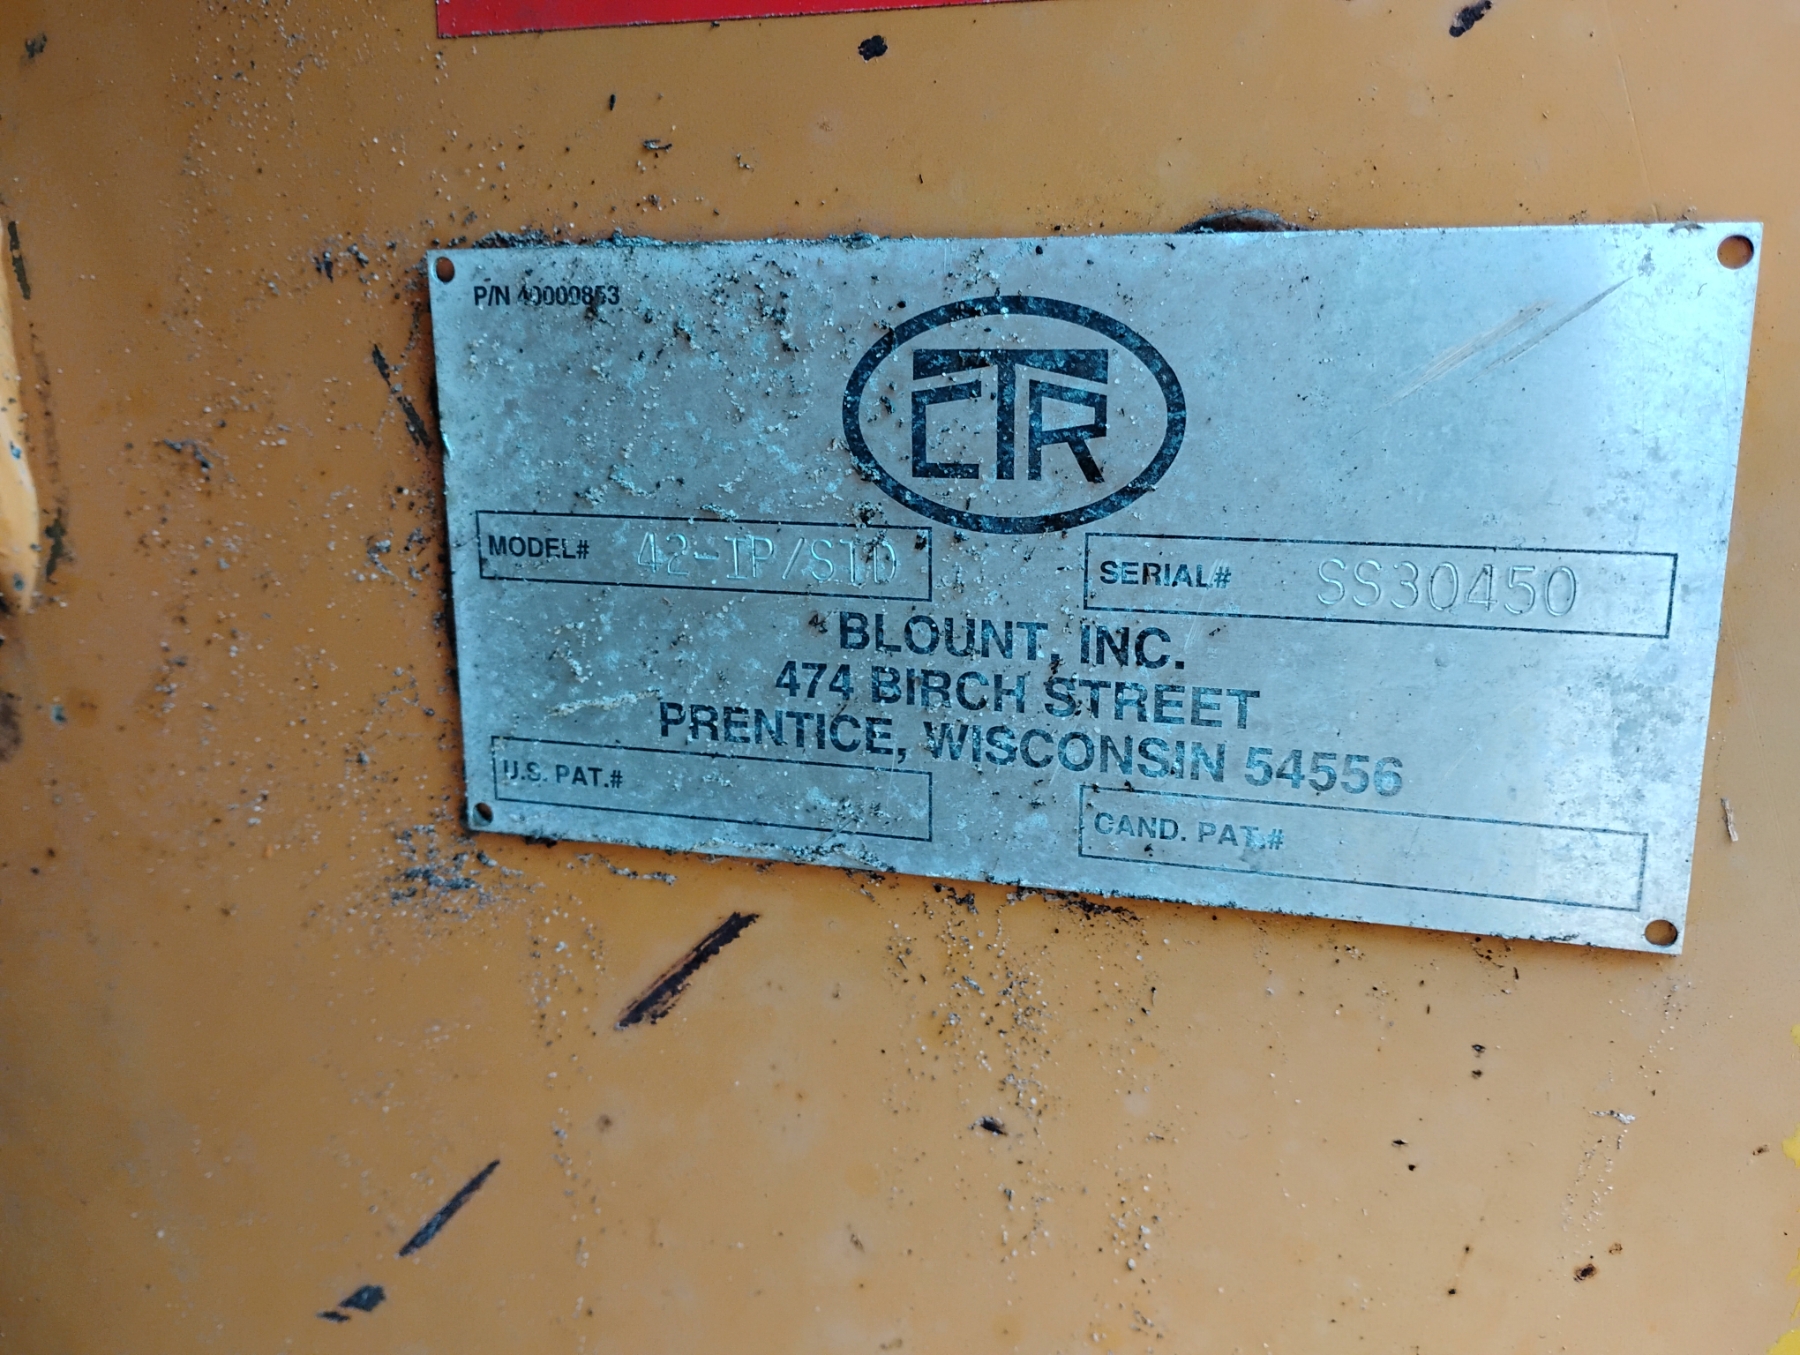 P/N 40000853
CTR
MODEL# 42-IP/STD
SERIAL# SS30450
BLOUNT, INC.
474 BIRCH STREET
PRENTICE, WISCONSIN 54556
U.S. PAT.#
CAND. PAT.#